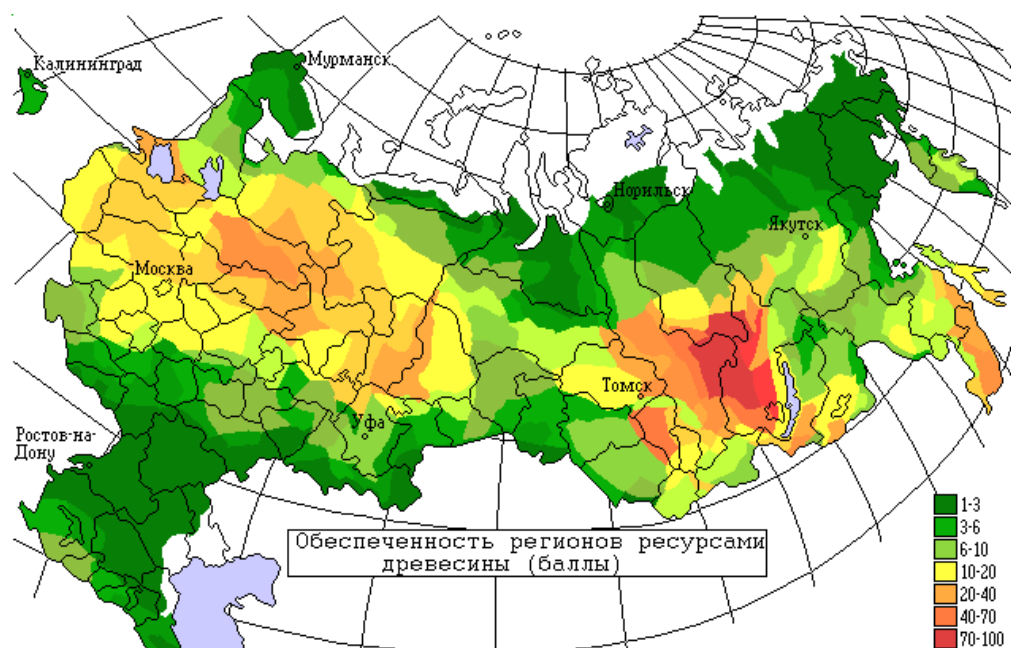 Калининград
Мурманск
Норильск
Якутск
Москва
Томск
Уфа
Ростов-на-
Дону
Обеспеченность регионов ресурсами
древесины (баллы)
1-3
3-6
6-10
10-20
20-40
40-70
70-100